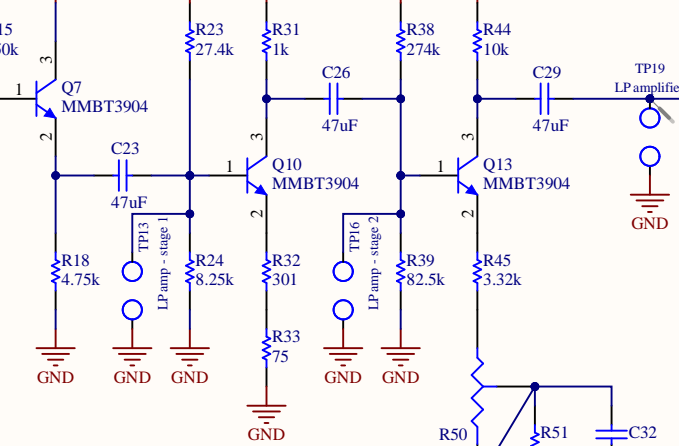 15
50k
R23
27.4k
R31
1k
R38
274k
R44
10k
C26
47uF
C29
47uF
TP19
LP amplifie
3
1
Q7
MMBT3904
2
C23
47uF
3
1
Q10
MMBT3904
2
3
1
Q13
MMBT3904
2
GND
R18
4.75k
TP13
LP amp - stage 1
R24
8.25k
R32
301
TP16
LP amp - stage 2
R39
82.5k
R45
3.32k
R33
75
GND
GND
GND
GND
GND
GND
R50
R51
C32